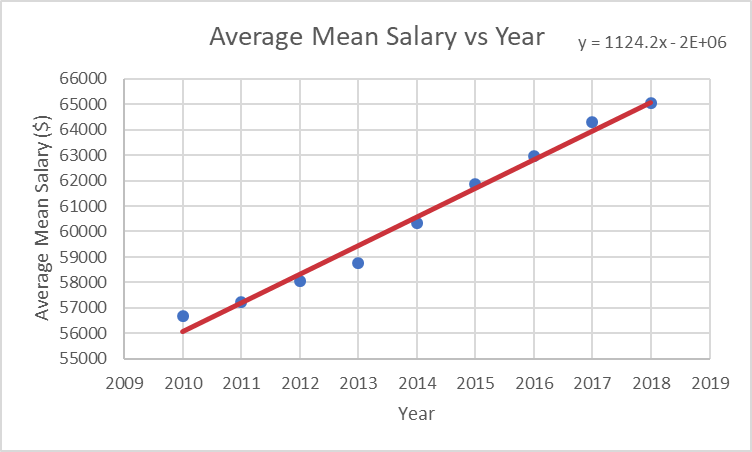 Average Mean Salary vs Year
y = 1124.2x - 2E+06
Average Mean Salary ($)
66000
65000
64000
63000
62000
61000
60000
59000
58000
57000
56000
55000
2009 2010 2011 2012 2013 2014 2015 2016 2017 2018 2019
Year